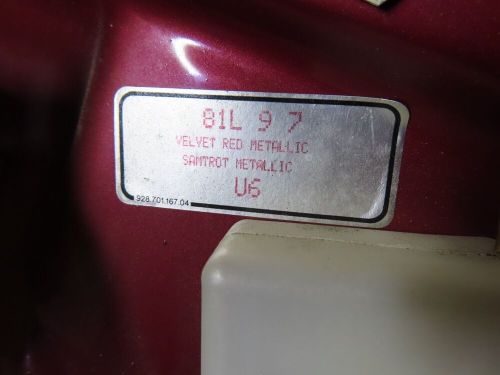 81L 9 7
VELVET RED METALLIC
SAMTROT METALLIC
U6
928.701.167.04